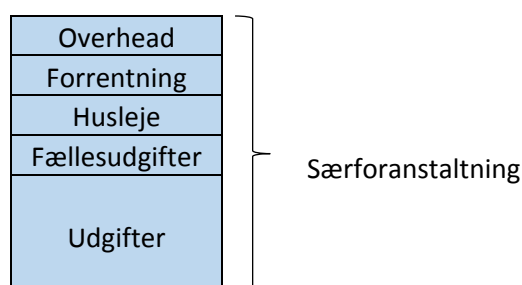 Overhead
Forrentning
Husleje
Fællesudgifter
Særforanstaltning
Udgifter